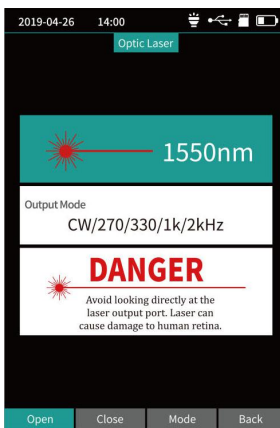 2019-04-26 14:00
Optic Laser
1550nm
Output Mode
CW/270/330/1k/2kHz
DANGER
Avoid looking directly at the
laser output port. Laser can
cause damage to human retina.
Open Close Mode Back